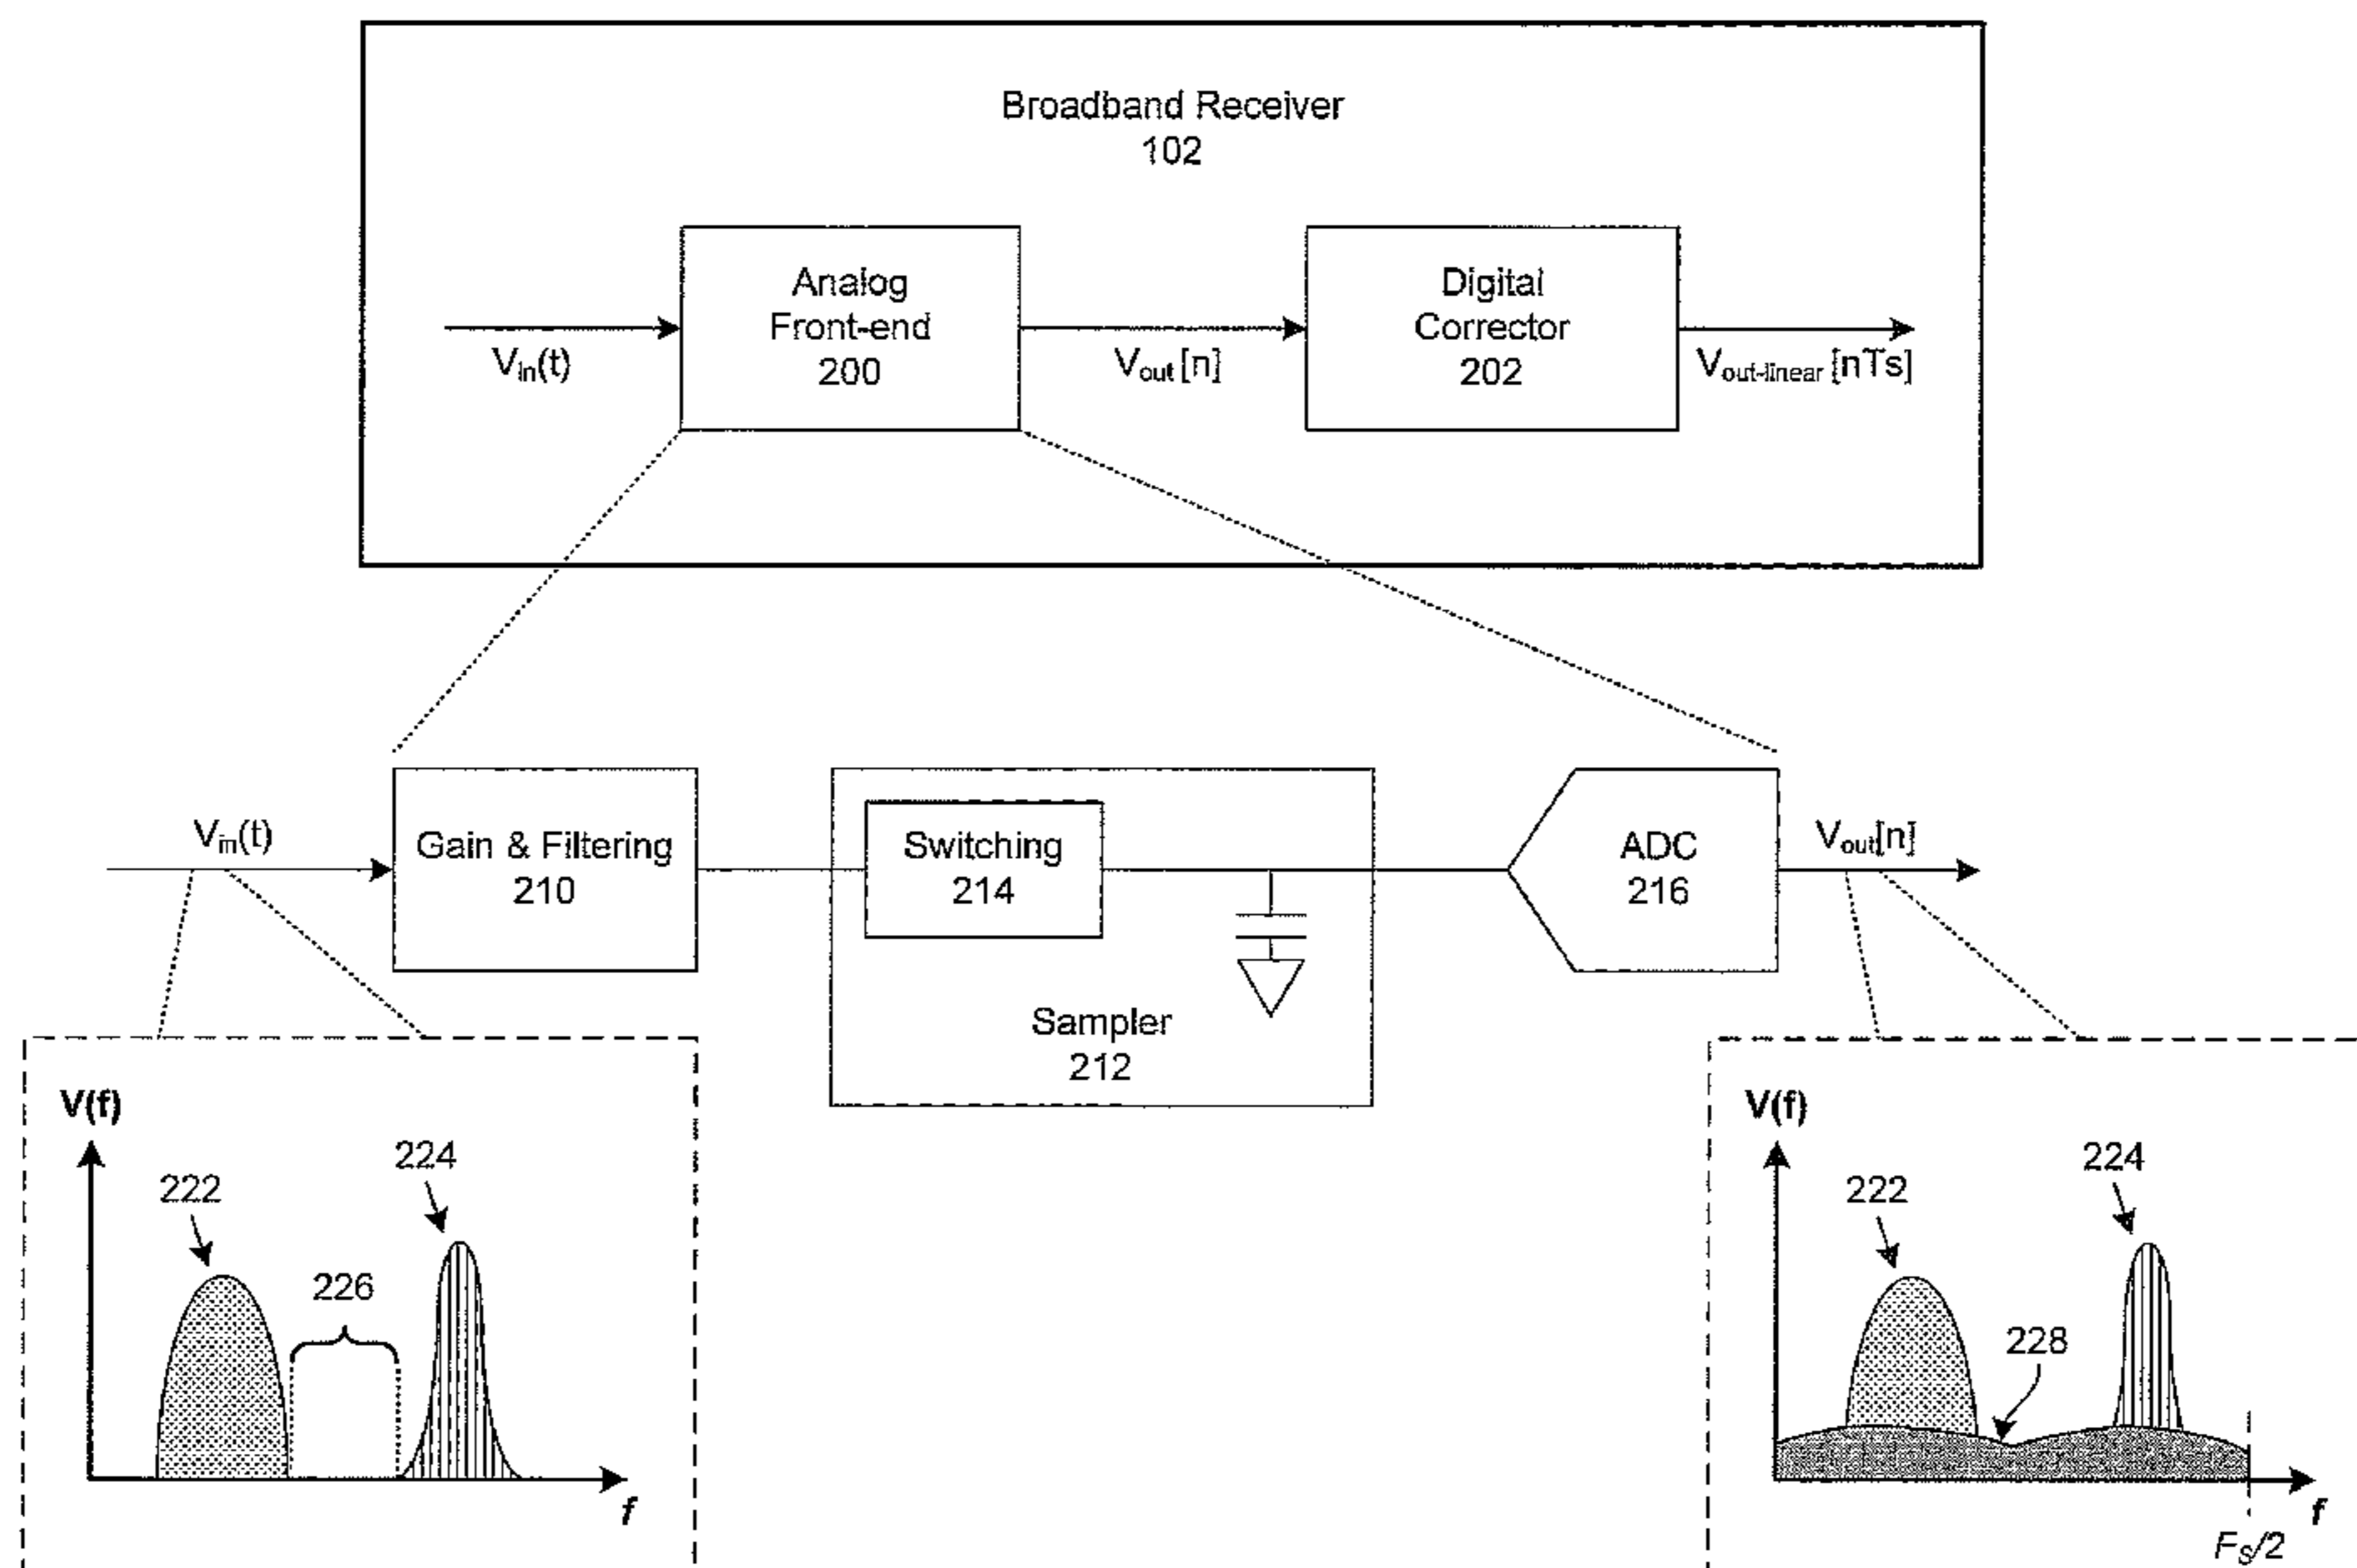 Broadband Receiver
102
Analog
Front-end
200
Digital
Corrector
202
Vin(t)
Vout [n]
Vout-linear [nTs]
Vin(t)
Gain & Filtering
210
Switching
214
ADC
216
Vout[n]
Sampler
212
V(f)
222
224
226
f
V(f)
222
224
228
f
FS/2